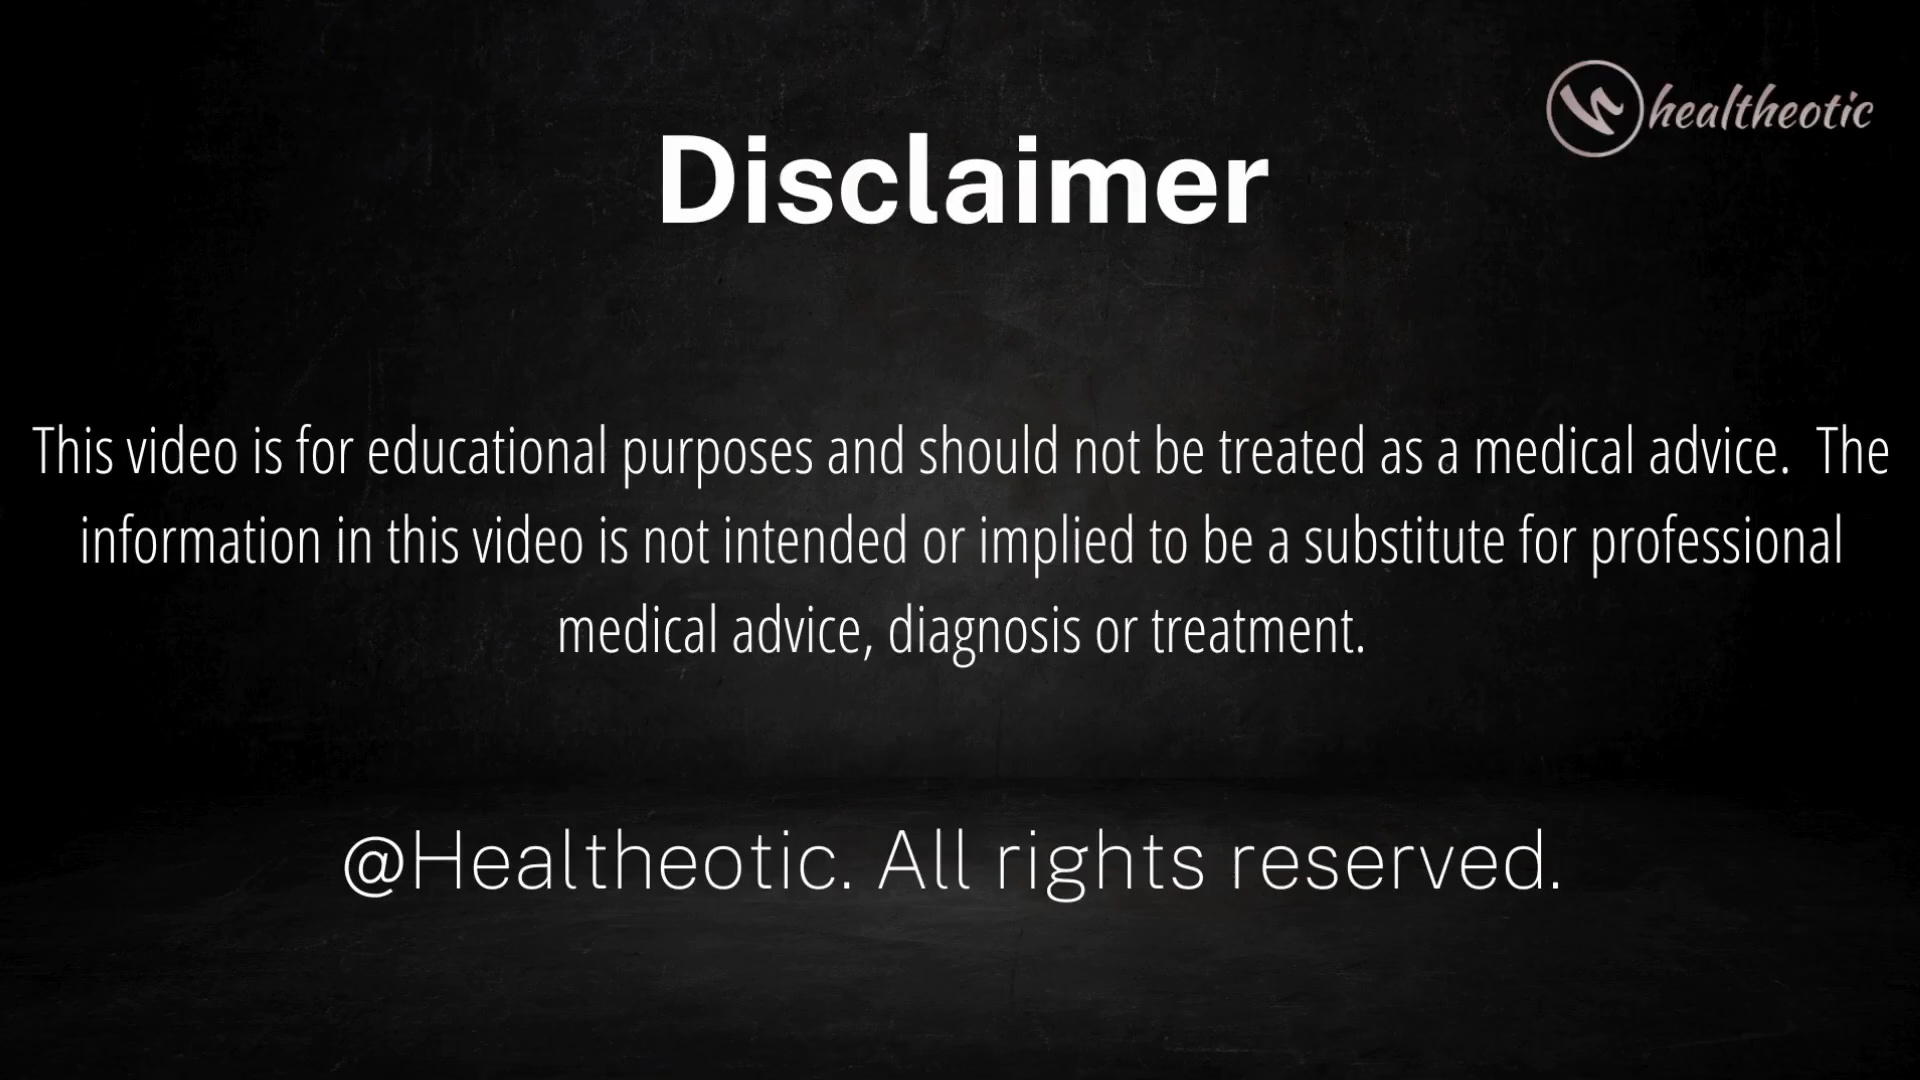 healtheotic
Disclaimer
This video is for educational purposes and should not be treated as a medical advice.  The
information in this video is not intended or implied to be a substitute for professional
medical advice, diagnosis or treatment.
@Healtheotic. All rights reserved.